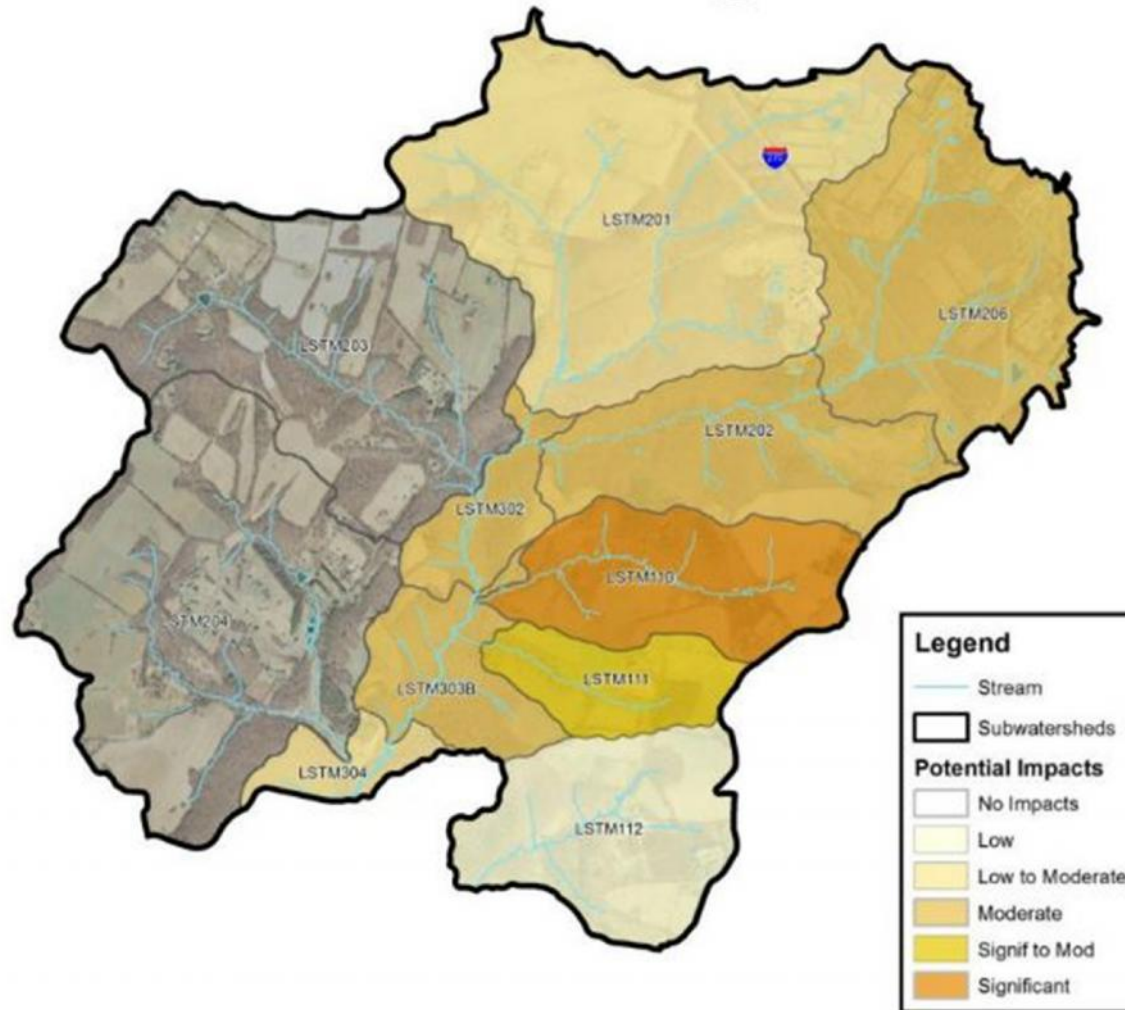 LSTM201
LSTM206
LSTM203
LSTM202
LSTM302
LSTM110
LSTM204
LSTM111
LSTM303B
LSTM304
LSTM112
Legend
Stream
Subwatersheds
Potential Impacts
No Impacts
Low
Low to Moderate
Moderate
Signif to Mod
Significant